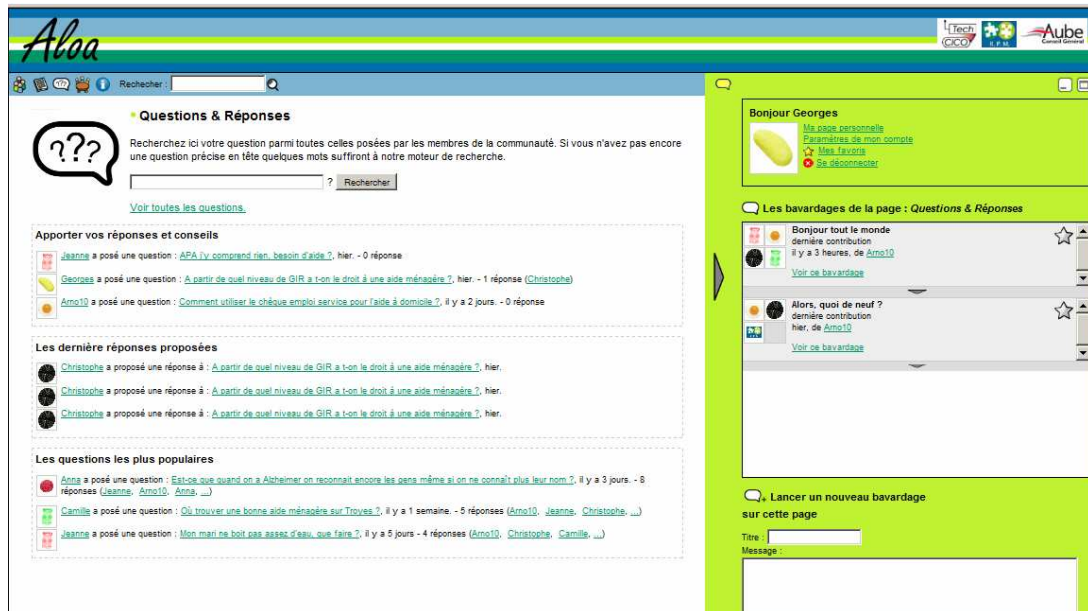 Aloa
Tech
CICO
R.P.M.
Aube
Conseil Général
Rechecher :
Questions & Réponses
Recherchez ici votre question parmi toutes celles posées par les membres de la communauté. Si vous n'avez pas encore
une question précise en tête quelques mots suffiront à notre moteur de recherche.
? Rechercher
Voir toutes les questions.
Apporter vos réponses et conseils
Jeanne a posé une question : APA j'y comprend rien, besoin d'aide ?, hier. - 0 réponse
Georges a posé une question : A partir de quel niveau de GIR a t-on le droit à une aide ménagère ?, hier. - 1 réponse (Christophe)
Arno10 a posé une question : Comment utiliser le chèque emploi service pour l'aide à domicile ?, il y a 2 jours. - 0 réponse
Les dernière réponses proposées
Christophe a proposé une réponse à : A partir de quel niveau de GIR a t-on le droit à une aide ménagère ?, hier.
Christophe a proposé une réponse à : A partir de quel niveau de GIR a t-on le droit à une aide ménagère ?, hier.
Christophe a proposé une réponse à : A partir de quel niveau de GIR a t-on le droit à une aide ménagère ?, hier.
Les questions les plus populaires
Anna a posé une question : Est-ce que quand on a Alzheimer on reconnait encore les gens même si on ne connaît plus leur nom ?, il y a 3 jours. - 8
réponses (Jeanne, Arno10, Anna, ...)
Camille a posé une question : Où trouver une bonne aide ménagère sur Troyes ?, il y a 1 semaine. - 5 réponses (Arno10, Jeanne, Christophe, ...)
Jeanne a posé une question : Mon mari ne boit pas assez d'eau, que faire ?, il y a 5 jours - 4 réponses (Arno10, Christophe, Camille, ...)
Bonjour Georges
Ma page personnelle
Paramètres de mon compte
Mes favoris
Se déconnecter
Les bavardages de la page : Questions & Réponses
Bonjour tout le monde
dernière contribution
il y a 3 heures, de Arno10
Voir ce bavardage
Alors, quoi de neuf ?
dernière contribution
hier, de Arno10
Voir ce bavardage
Lancer un nouveau bavardage
sur cette page
Titre :
Message :